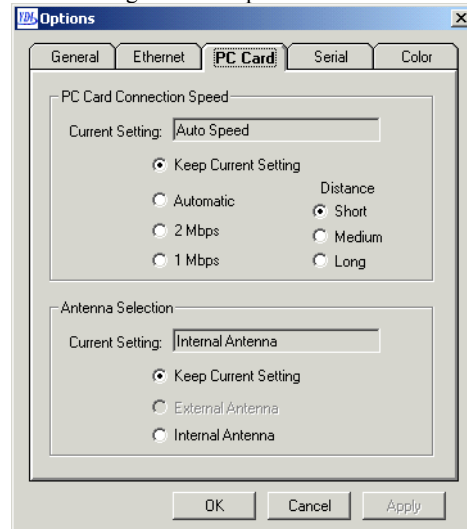 YDI Options
General Ethernet PC Card Serial Color
PC Card Connection Speed
Current Setting: Auto Speed
Keep Current Setting
Distance
Automatic
Short
2 Mbps
Medium
1 Mbps
Long
Antenna Selection
Current Setting: Internal Antenna
Keep Current Setting
External Antenna
Internal Antenna
OK Cancel Apply